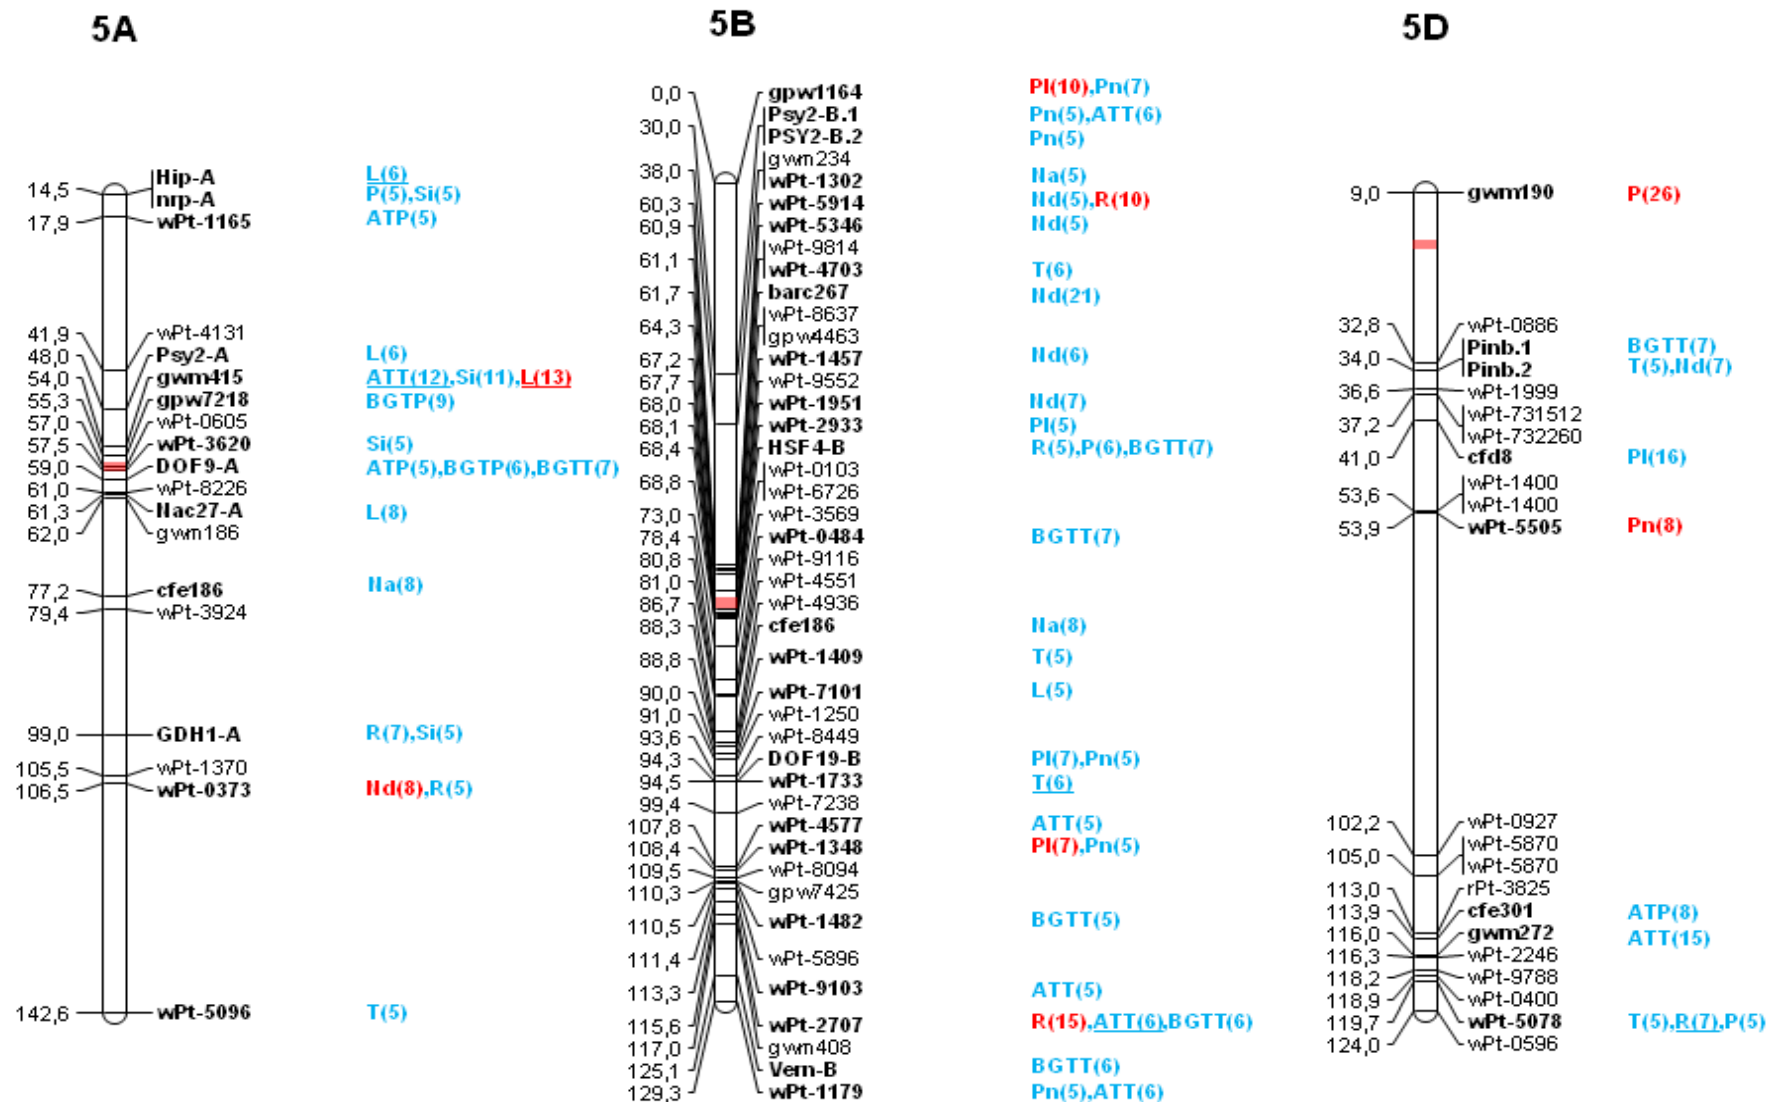 5A
14,5 Hip-A L(6)
nrp-A P(5),Si(5)
17,9 wPt-1165 ATP(5)
41,9 wPt-4131
48,0 Psy2-A L(6)
54,0 gwm415 ATT(12),Si(11),L(13)
55,3 gpw7218 BGTP(9)
57,0 wPt-0605
57,5 wPt-3620 Si(5)
59,0 DOF9-A ATP(5),BGTP(6),BGTT(7)
61,0 wPt-8226
61,3 Nac27-A L(8)
62,0 gwm186
77,2 cfe186 Na(8)
79,4 wPt-3924
99,0 GDH1-A R(7),Si(5)
105,5 wPt-1370
106,5 wPt-0373 Nd(8),R(5)
142,6 wPt-5096 T(5)
5B
0,0 gpw1164 Pl(10),Pn(7)
30,0 Psy2-B.1 Pn(5),ATT(6)
PSY2-B.2 Pn(5)
38,0 gwm234
wPt-1302 Na(5)
60,3 wPt-5914 Nd(5),R(10)
60,9 wPt-5346 Nd(5)
61,1 wPt-9814
wPt-4703 T(6)
61,7 barc267 Nd(21)
64,3 wPt-8637
gpw4463
67,2 wPt-1457 Nd(6)
67,7 wPt-9552
68,0 wPt-1951 Nd(7)
68,1 wPt-2933 Pl(5)
68,4 HSF4-B R(5),P(6),BGTT(7)
68,8 wPt-0103
wPt-6726
73,0 wPt-3569
78,4 wPt-0484 BGTT(7)
80,8 wPt-9116
81,0 wPt-4551
86,7 wPt-4936
88,3 cfe186 Na(8)
88,8 wPt-1409 T(5)
90,0 wPt-7101 L(5)
91,0 wPt-1250
93,6 wPt-8449
94,3 DOF19-B Pl(7),Pn(5)
94,5 wPt-1733 T(6)
99,4 wPt-7238
107,8 wPt-4577 ATT(5)
108,4 wPt-1348 Pl(7),Pn(5)
109,5 wPt-8094
110,3 gpw7425
110,5 wPt-1482 BGTT(5)
111,4 wPt-5896
113,3 wPt-9103 ATT(5)
115,6 wPt-2707 R(15),ATT(6),BGTT(6)
117,0 gwm408
125,1 Vern-B BGTT(6)
129,3 wPt-1179 Pn(5),ATT(6)
5D
9,0 gwm190 P(26)
32,8 wPt-0886
34,0 Pinb.1 BGTT(7)
Pinb.2 T(5),Nd(7)
36,6 wPt-1999
37,2 wPt-731512
wPt-732260
41,0 cfd8 Pl(16)
53,6 wPt-1400
wPt-1400
53,9 wPt-5505 Pn(8)
102,2 wPt-0927
105,0 wPt-5870
wPt-5870
113,0 rPt-3825
113,9 cfe301 ATP(8)
116,0 gwm272 ATT(15)
116,3 wPt-2246
118,2 wPt-9788
118,9 wPt-0400
119,7 wPt-5078 T(5),R(7),P(5)
124,0 wPt-0596